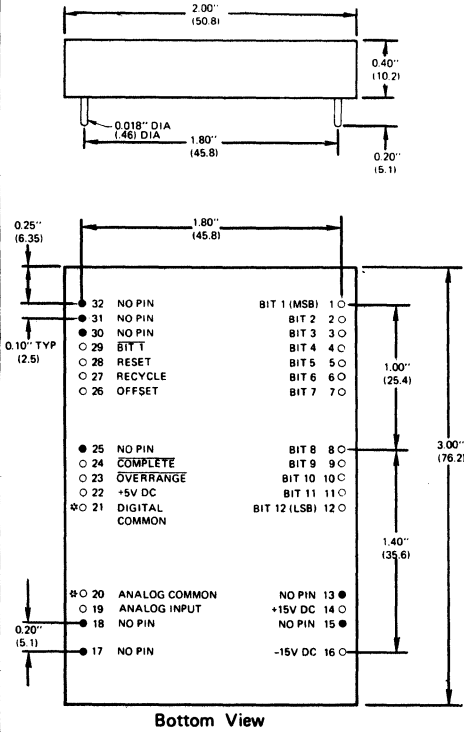 2.00"
(50.8)
0.40"
(10.2)
0.018" DIA
(.46) DIA
1.80"
(45.8)
0.20"
(5.1)
0.25"
(6.35)
1.80"
(45.8)
32 NO PIN BIT 1 (MSB) 1
31 NO PIN BIT 2 2
30 NO PIN BIT 3 3
0.10" TYP
(2.5)
29 BIT 1 BIT 4 4
28 RESET BIT 5 5
27 RECYCLE BIT 6 6
26 OFFSET BIT 7 7
1.00"
(25.4)
3.00"
(76.2)
25 NO PIN BIT 8 8
24 COMPLETE BIT 9 9
23 OVERRANGE BIT 10 10
22 +5V DC BIT 11 11
21 DIGITAL COMMON BIT 12 (LSB) 12
1.40"
(35.6)
20 ANALOG COMMON NO PIN 13
19 ANALOG INPUT +15V DC 14
18 NO PIN NO PIN 15
0.20"
(5.1)
17 NO PIN -15V DC 16
Bottom View